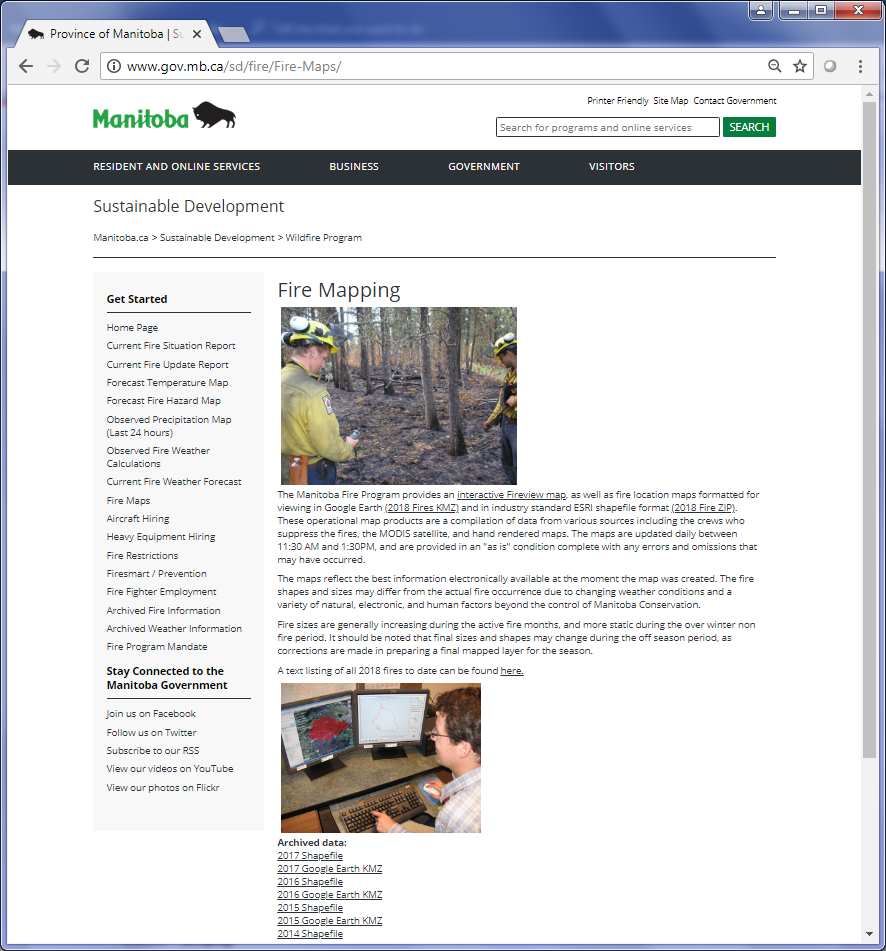 Province of Manitoba | Su
www.gov.mb.ca/sd/fire/Fire-Maps/
Printer Friendly Site Map Contact Government
Manitoba
Search for programs and online services
SEARCH
RESIDENT AND ONLINE SERVICES BUSINESS GOVERNMENT VISITORS
Sustainable Development
Manitoba.ca > Sustainable Development > Wildfire Program
Get Started
Home Page
Current Fire Situation Report
Current Fire Update Report
Forecast Temperature Map
Forecast Fire Hazard Map
Observed Precipitation Map
(Last 24 hours)
Observed Fire Weather
Calculations
Current Fire Weather Forecast
Fire Maps
Aircraft Hiring
Heavy Equipment Hiring
Fire Restrictions
Firesmart / Prevention
Fire Fighter Employment
Archived Fire Information
Archived Weather Information
Fire Program Mandate
Stay Connected to the
Manitoba Government
Join us on Facebook
Follow us on Twitter
Subscribe to our RSS
View our videos on YouTube
View our photos on Flickr
Fire Mapping
The Manitoba Fire Program provides an interactive Fireview map, as well as fire location maps formatted for
viewing in Google Earth (2018 Fires KMZ) and in industry standard ESRI shapefile format (2018 Fire ZIP).
These operational map products are a compilation of data from various sources including the crews who
suppress the fires, the MODIS satellite, and hand rendered maps. The maps are updated daily between
11:30 AM and 1:30PM, and are provided in an "as is" condition complete with any errors and omissions that
may have occurred.
The maps reflect the best information electronically available at the moment the map was created. The fire
shapes and sizes may differ from the actual fire occurrence due to changing weather conditions and a
variety of natural, electronic, and human factors beyond the control of Manitoba Conservation.
Fire sizes are generally increasing during the active fire months, and more static during the over winter non
fire period. It should be noted that final sizes and shapes may change during the off season period, as
corrections are made in preparing a final mapped layer for the season.
A text listing of all 2018 fires to date can be found here.
Archived data:
2017 Shapefile
2017 Google Earth KMZ
2016 Shapefile
2016 Google Earth KMZ
2015 Shapefile
2015 Google Earth KMZ
2014 Shapefile